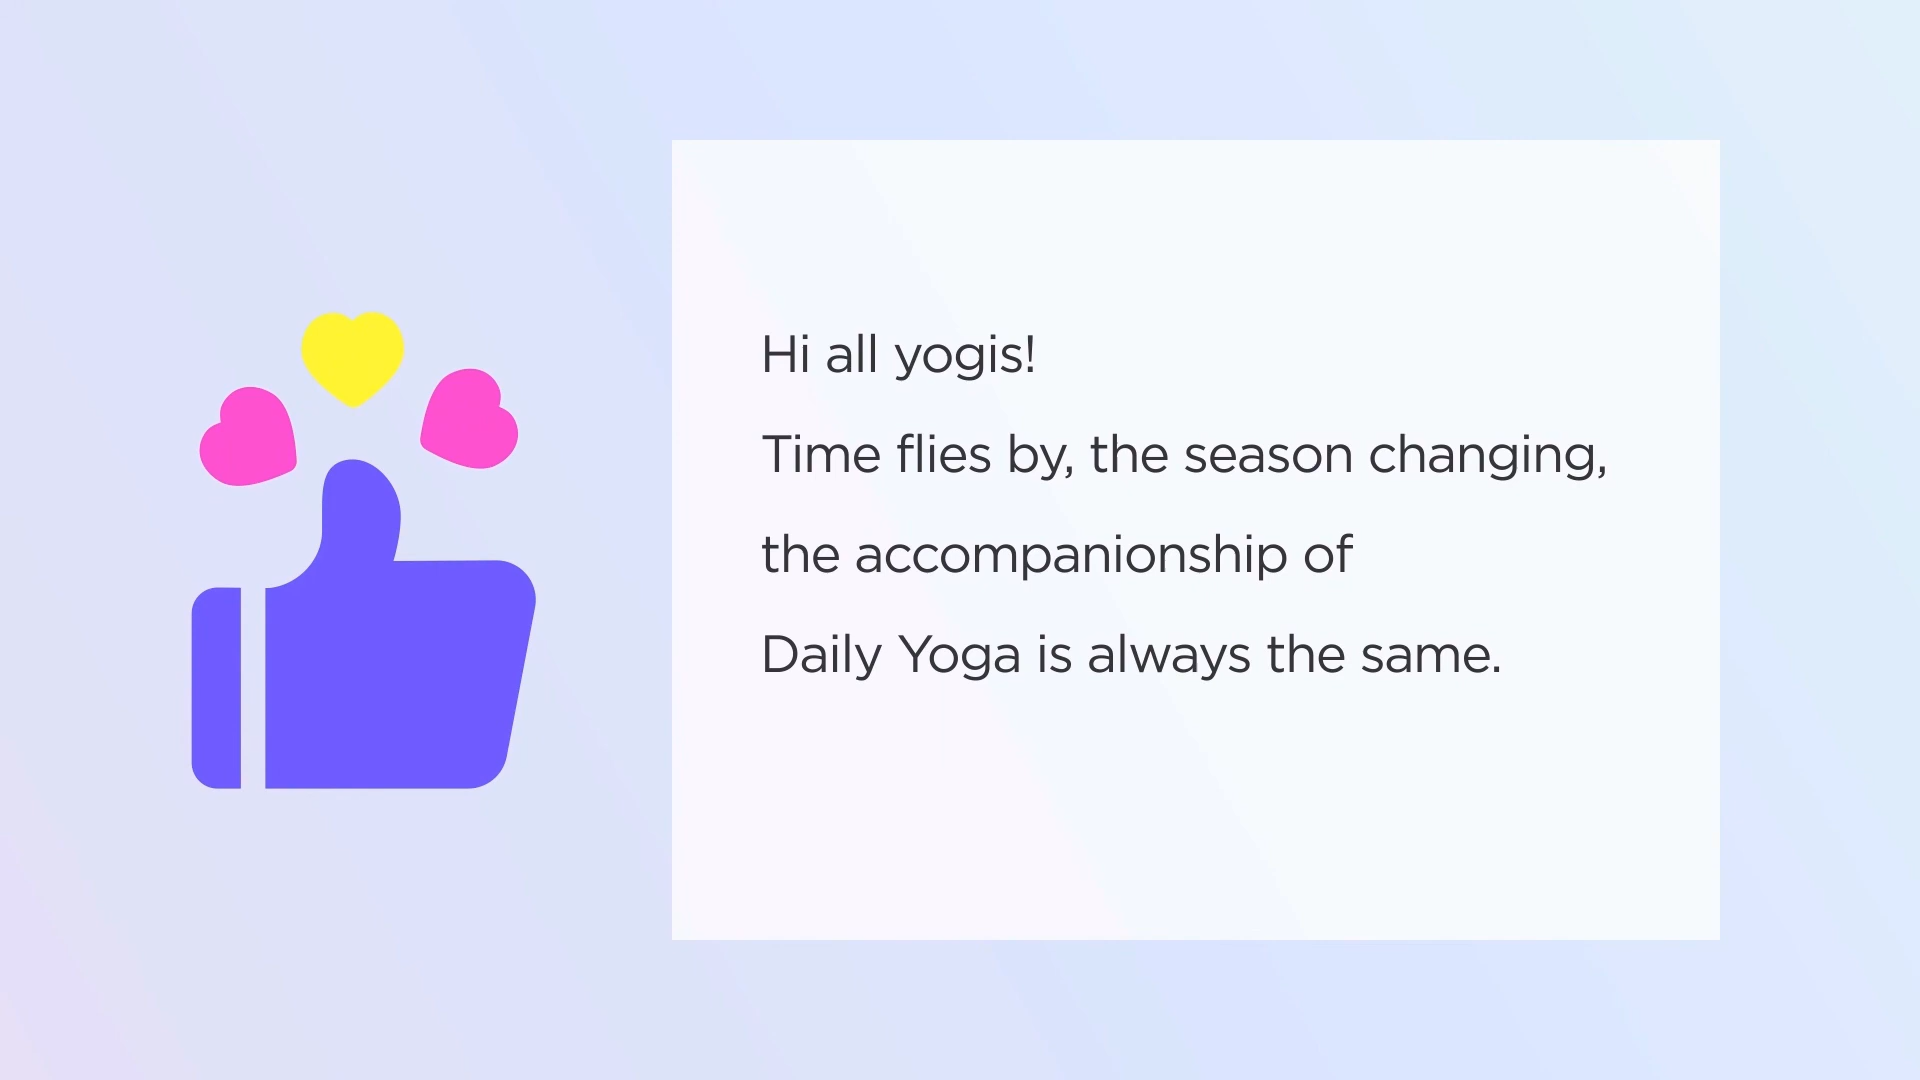 Hi all yogis!
Time flies by, the season changing,
the accompanionship of
Daily Yoga is always the same.